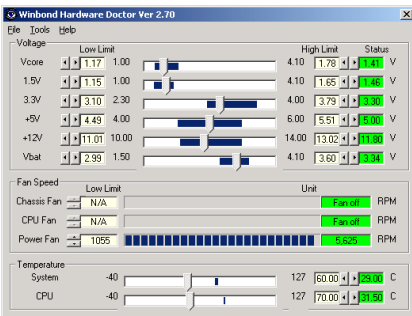 Winbond Hardware Doctor Ver 2.70
File Tools Help
Voltage Low Limit High Limit Status
Vcore 1.17 1.00 4.10 1.78 1.41 V
1.5V 1.15 1.00 4.10 1.65 1.46 V
3.3V 3.10 2.30 4.00 3.79 3.30 V
+5V 4.49 4.00 6.00 5.51 5.00 V
+12V 11.01 10.00 14.00 13.02 11.80 V
Vbat 2.99 1.50 4.10 3.60 3.34 V
Fan Speed
Low Limit Unit
Chassis Fan N/A Fan off RPM
CPU Fan N/A Fan off RPM
Power Fan 1055 5,625 RPM
Temperature
System -40 127 60.00 29.00 C
CPU -40 127 70.00 31.50 C